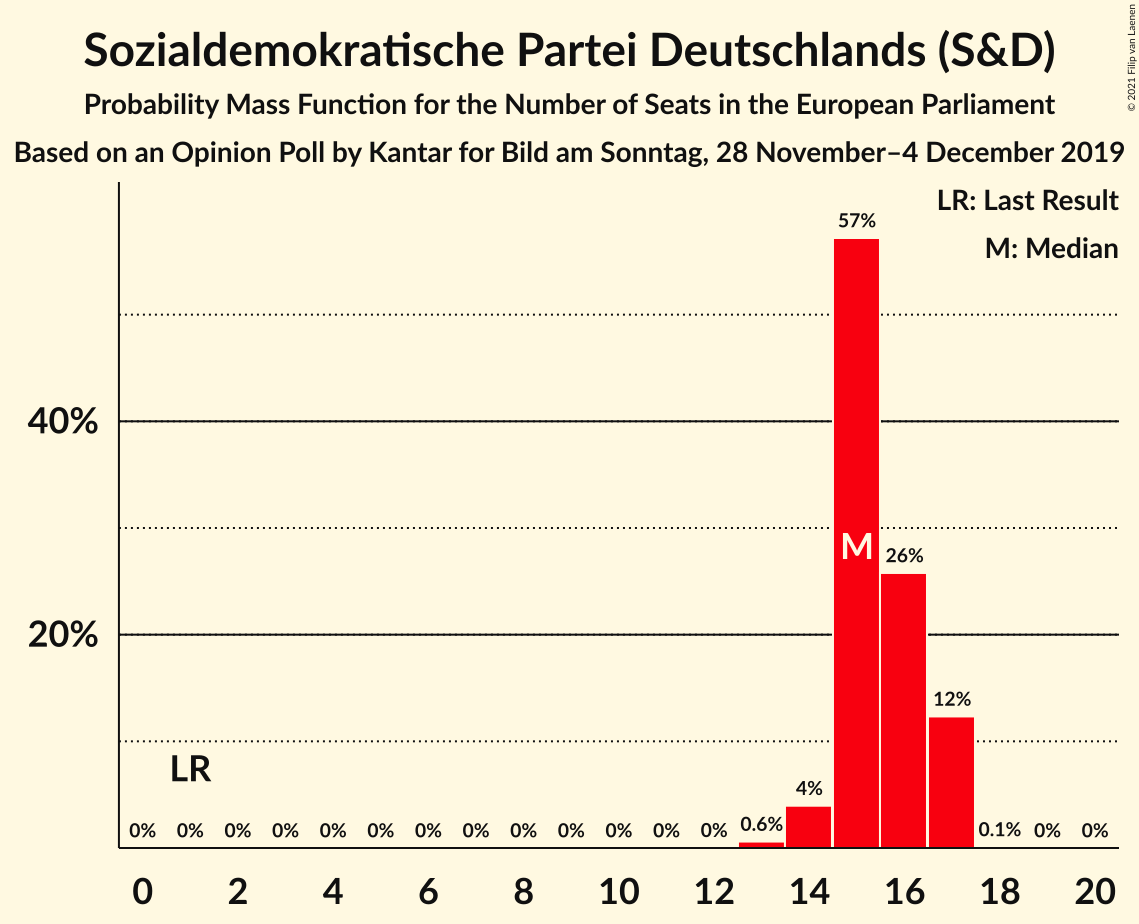 Sozialdemokratische Partei Deutschlands (S&D)
Probability Mass Function for the Number of Seats in the European Parliament
Based on an Opinion Poll by Kantar for Bild am Sonntag, 28 November–4 December 2019
© 2021 Filip van Laenen
LR: Last Result
M: Median
57%
40%
M
26%
20%
12%
LR
4%
0% 0% 0% 0% 0% 0% 0% 0% 0% 0% 0% 0% 0% 0.6% 0.1% 0% 0%
0 2 4 6 8 10 12 14 16 18 20